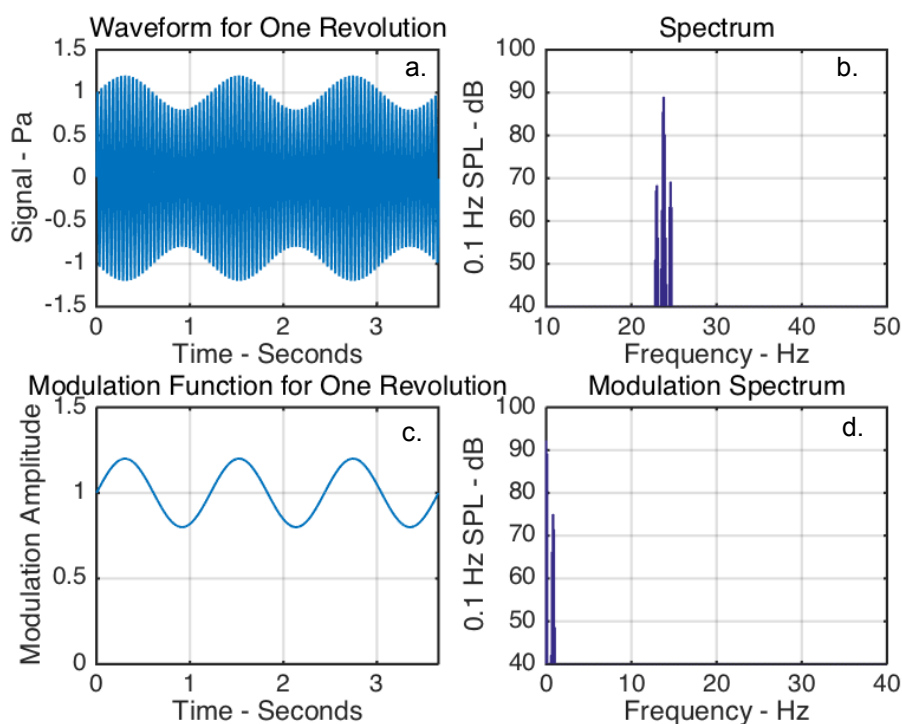 Waveform for One Revolution
1.5
1
0.5
0
-0.5
-1
-1.5
Signal - Pa
a.
0 1 2 3
Time - Seconds
Spectrum
100
90
80
70
60
50
40
0.1 Hz SPL - dB
b.
10 20 30 40 50
Frequency - Hz
Modulation Function for One Revolution
1.5
1
0.5
0
Modulation Amplitude
c.
0 1 2 3
Time - Seconds
Modulation Spectrum
100
90
80
70
60
50
40
0.1 Hz SPL - dB
d.
0 10 20 30 40
Frequency - Hz